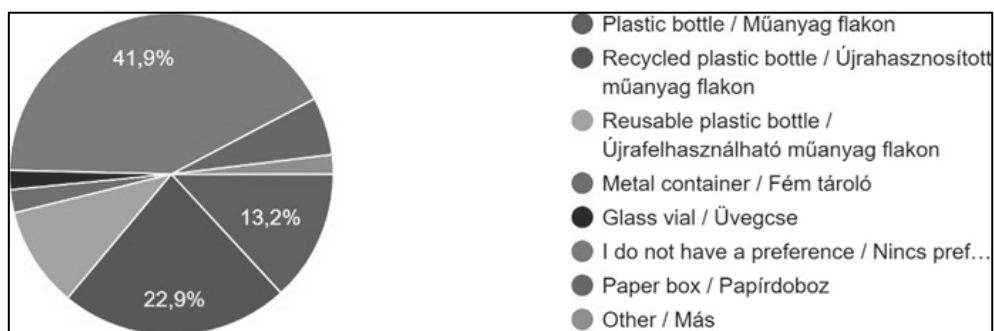 41,9%
13,2%
22,9%
Plastic bottle / Műanyag flakon
Recycled plastic bottle / Újrahasznosított
műanyag flakon
Reusable plastic bottle /
Újrafelhasználható műanyag flakon
Metal container / Fém tároló
Glass vial / Üvegcse
I do not have a preference / Nincs pref…
Paper box / Papírdoboz
Other / Más